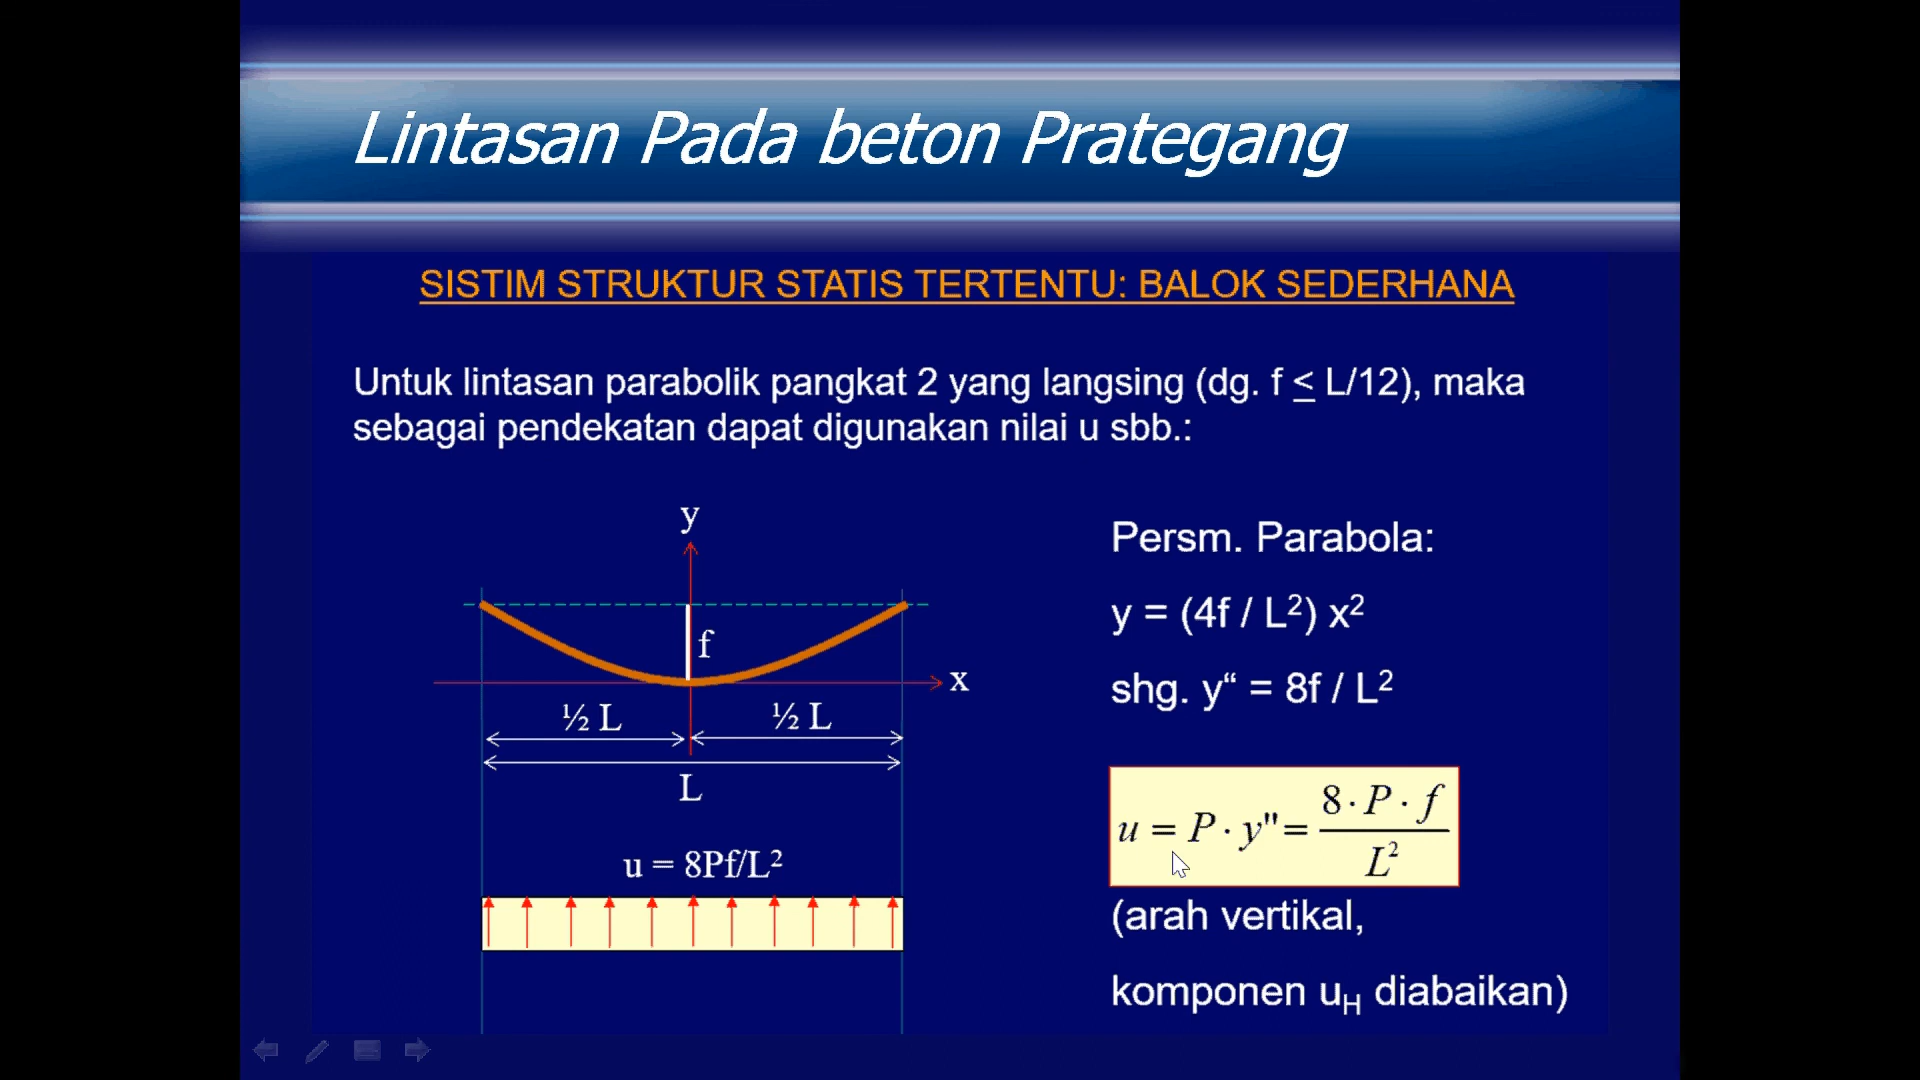 Lintasan Pada beton Prategang
SISTIM STRUKTUR STATIS TERTENTU: BALOK SEDERHANA
Untuk lintasan parabolik pangkat 2 yang langsing (dg. f ≤ L/12), maka
sebagai pendekatan dapat digunakan nilai u sbb.:
y
f
x
½ L
½ L
L
u = 8Pf/L²
Persm. Parabola:
y = (4f / L²) x²
shg. y“ = 8f / L²
u = P · y" = 8 · P · f / L²
(arah vertikal,
komponen u_H diabaikan)